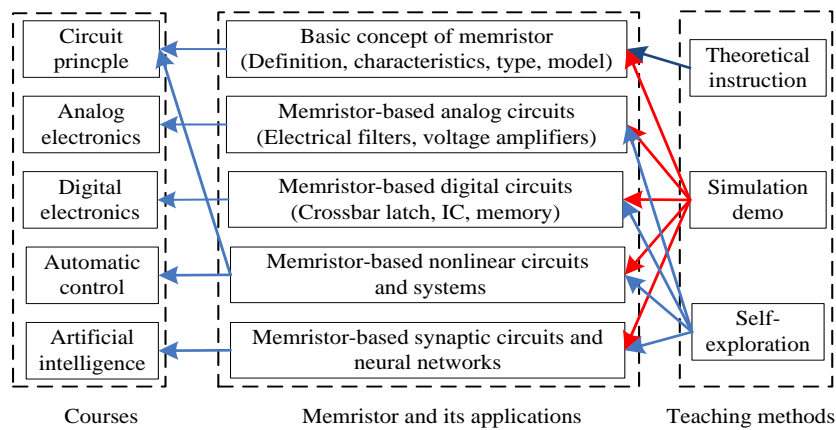 Circuit
princple
Analog
electronics
Digital
electronics
Automatic
control
Artificial
intelligence
Courses
Basic concept of memristor
(Definition, characteristics, type, model)
Memristor-based analog circuits
(Electrical filters, voltage amplifiers)
Memristor-based digital circuits
(Crossbar latch, IC, memory)
Memristor-based nonlinear circuits
and systems
Memristor-based synaptic circuits and
neural networks
Memristor and its applications
Theoretical
instruction
Simulation
demo
Self-
exploration
Teaching methods